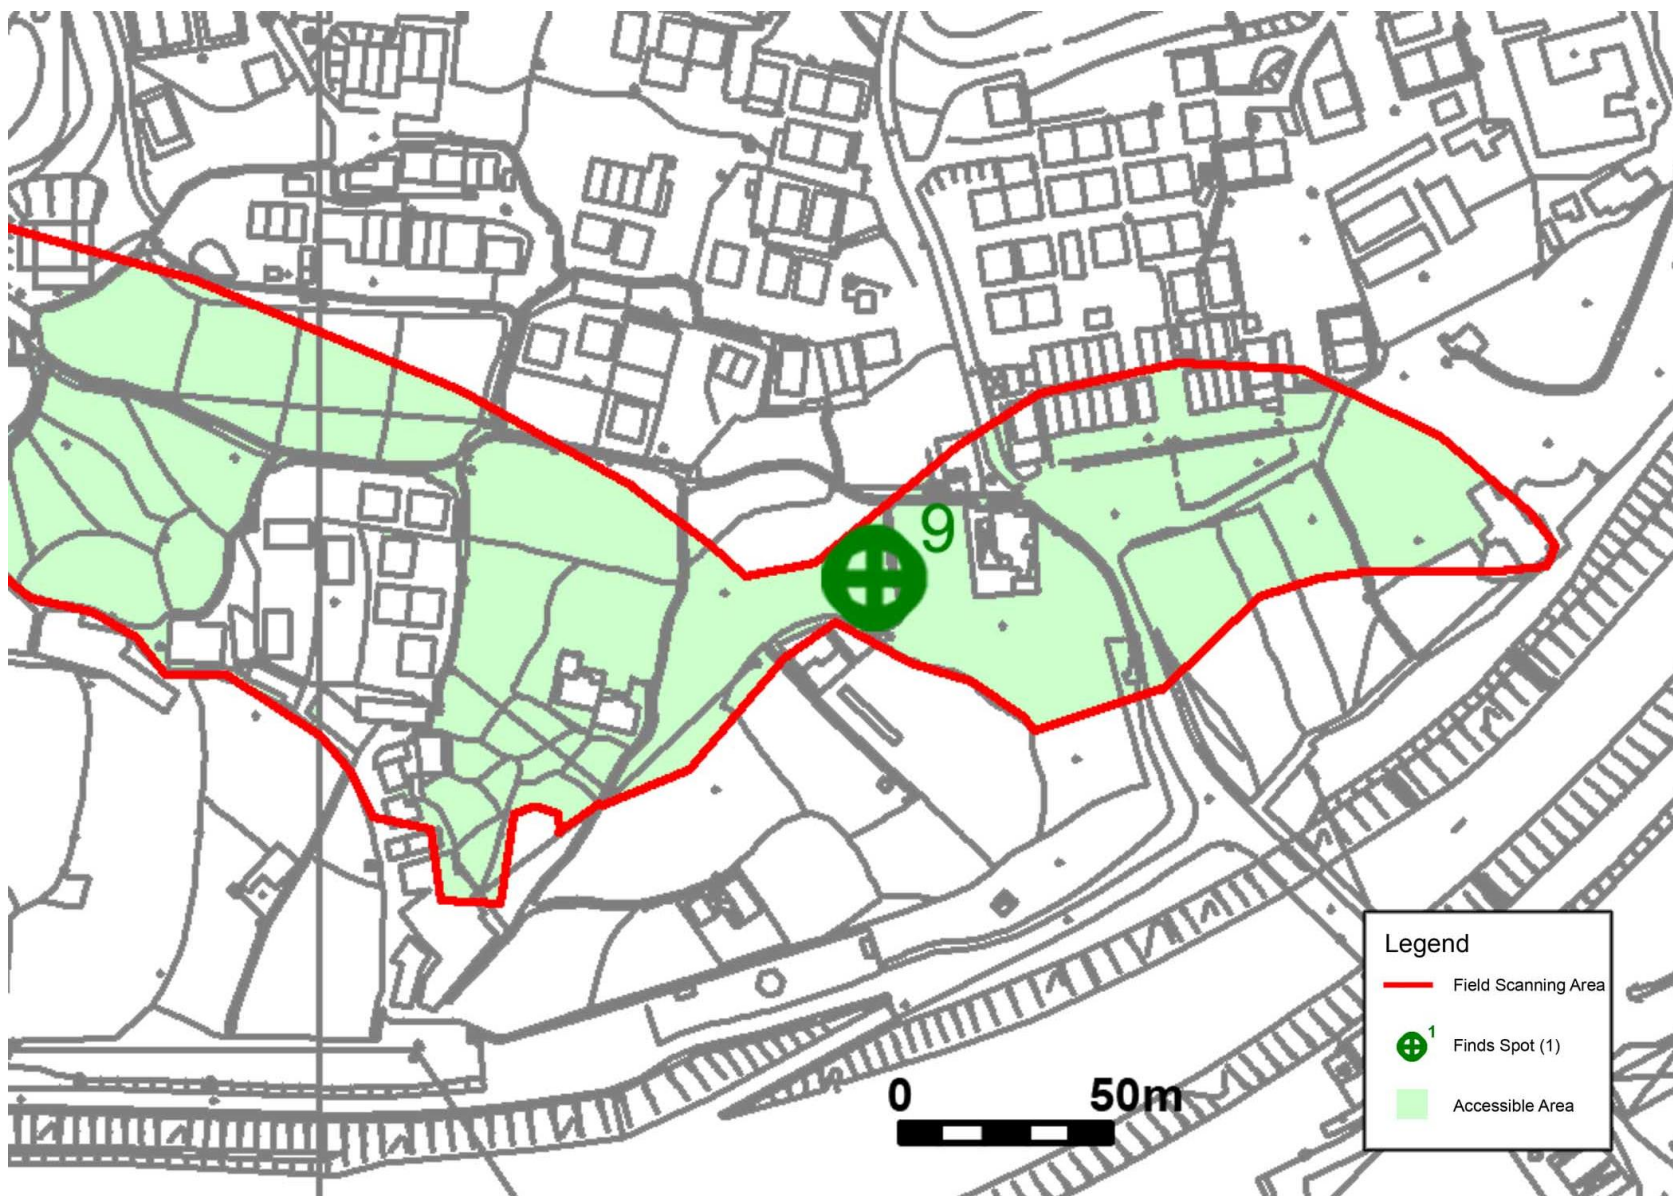 9
0 50m
Legend
Field Scanning Area
1
Finds Spot (1)
Accessible Area